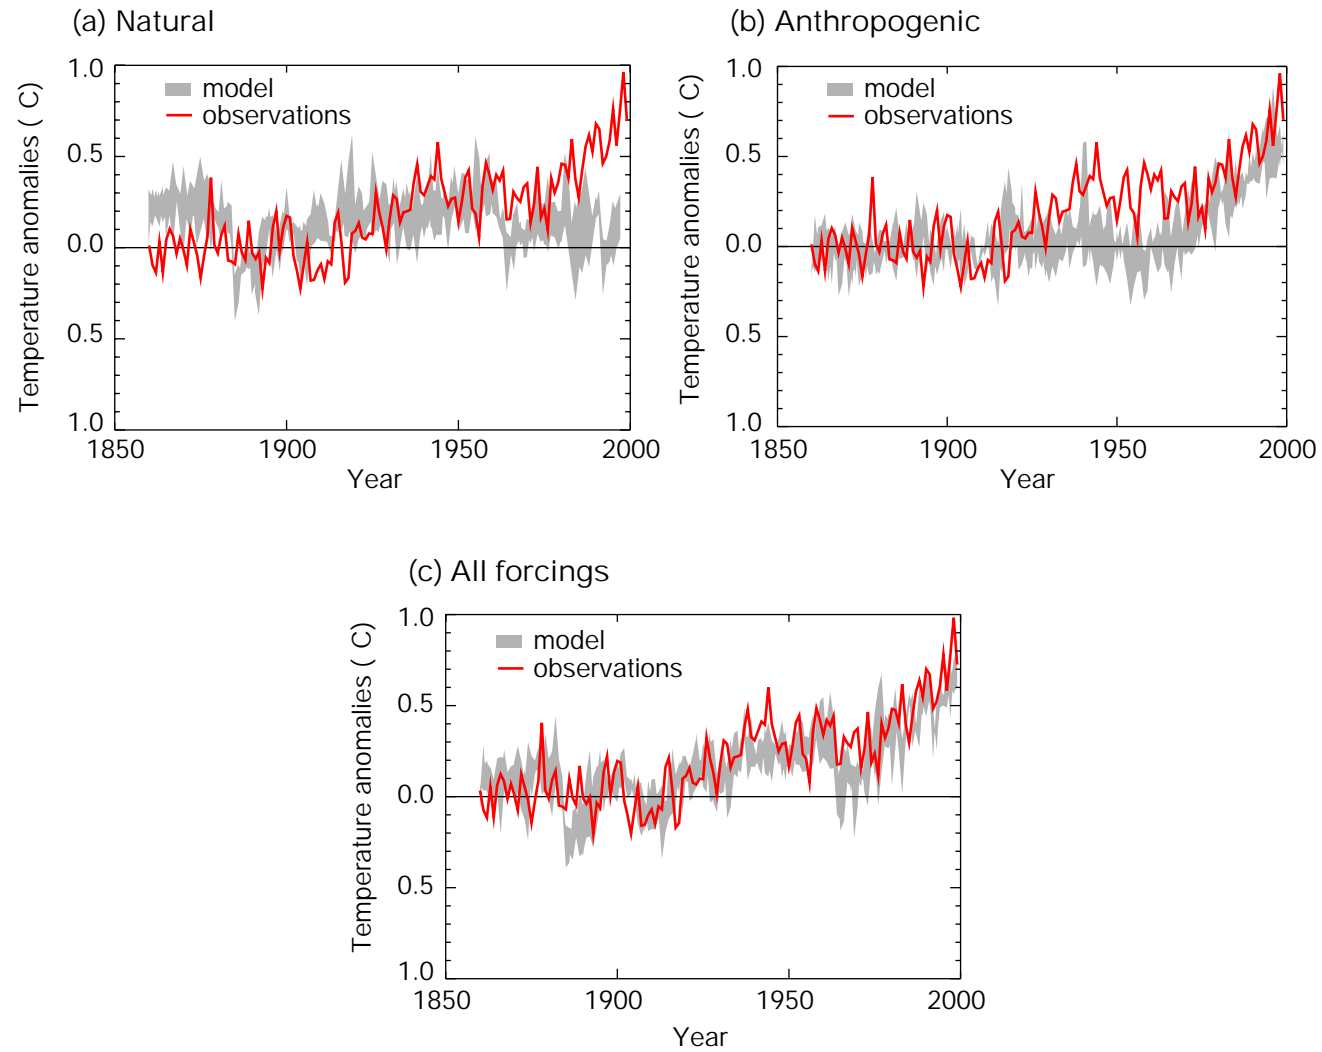 (a) Natural
Temperature anomalies ( C)
1.0
0.5
0.0
0.5
1.0
model
observations
1850
1900
1950
2000
Year
(b) Anthropogenic
Temperature anomalies ( C)
1.0
0.5
0.0
0.5
1.0
model
observations
1850
1900
1950
2000
Year
(c) All forcings
Temperature anomalies ( C)
1.0
0.5
0.0
0.5
1.0
model
observations
1850
1900
1950
2000
Year